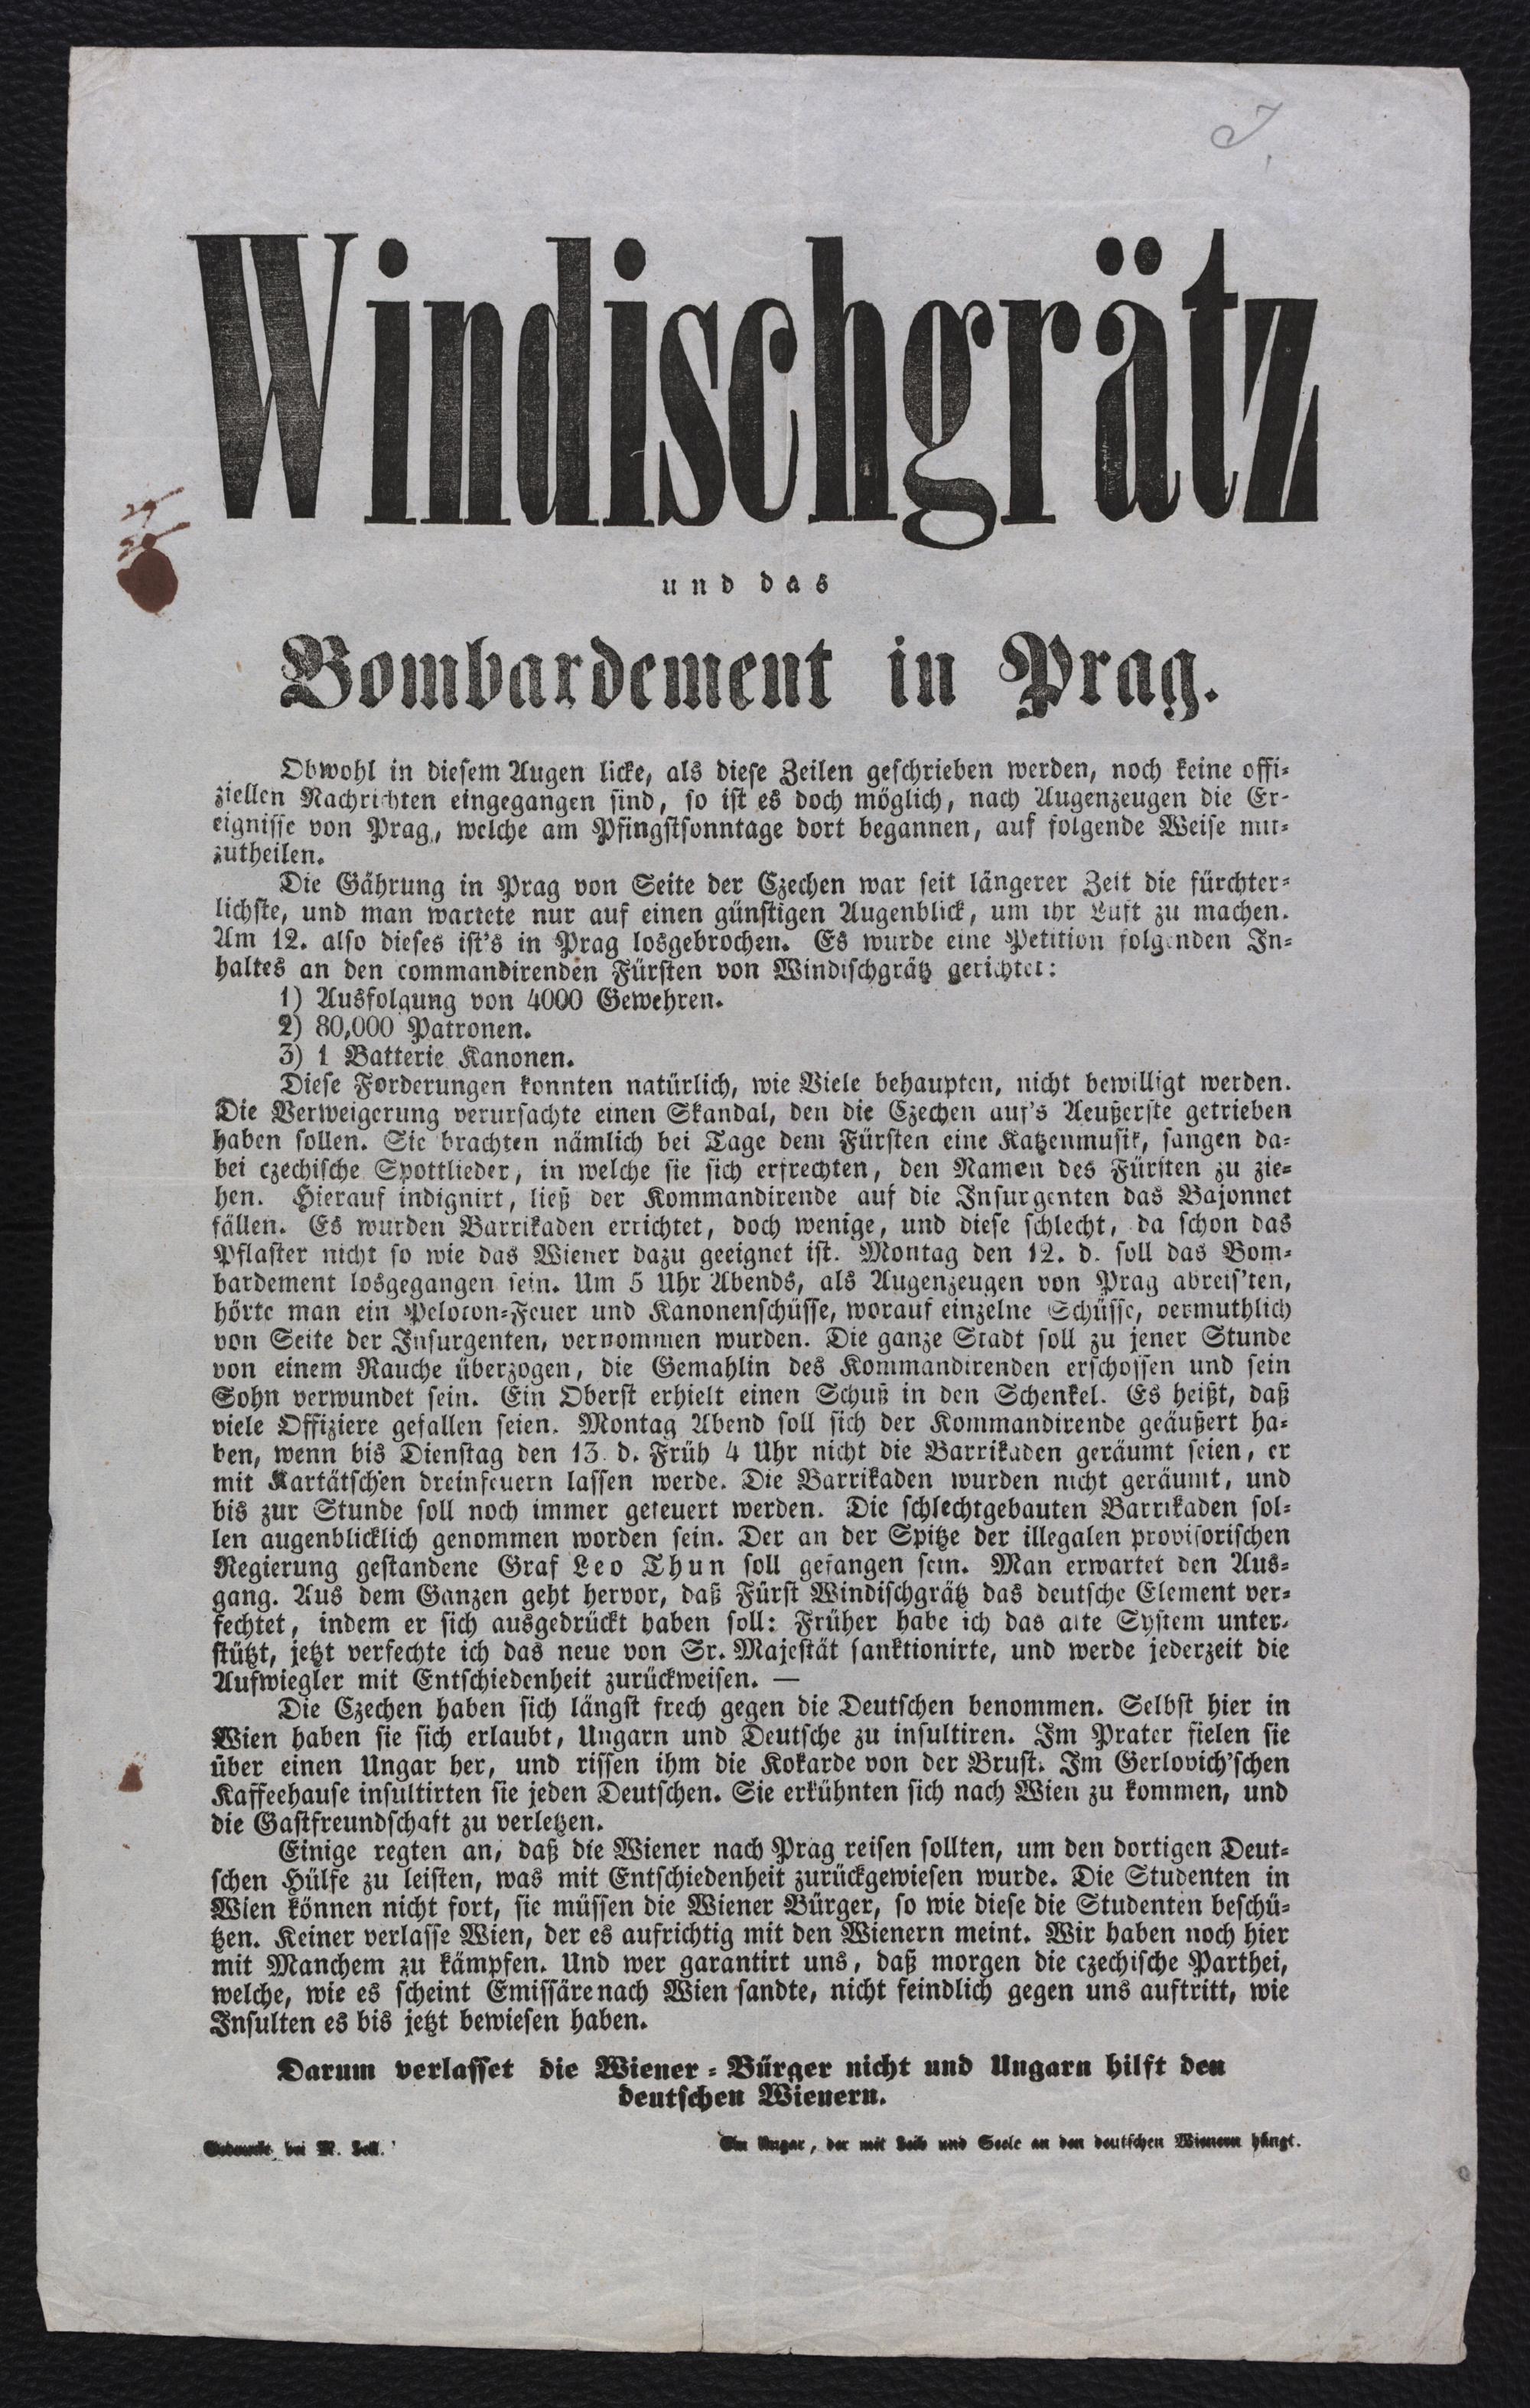 Windischgrätz
und das
Bombardement in Prag.
Obwohl in diesem Augen licke, als diese Zeilen geschrieben werden, noch keine offi-
ziellen Nachrichten eingegangen sind, so ist es doch möglich, nach Augenzeugen die Er-
eignisse von Prag, welche am Pfingstsonntage dort begannen, auf folgende Weise mit-
zutheilen.
Die Gährung in Prag von Seite der Czechen war seit längerer Zeit die fürchter-
lichste, und man wartete nur auf einen günstigen Augenblick, um ihr Luft zu machen.
Am 12. also dieses ist's in Prag losgebrochen. Es wurde eine Petition folgenden In-
haltes an den commandirenden Fürsten von Windischgrätz gerichtet:
1) Ausfolgung von 4000 Gewehren.
2) 80,000 Patronen.
3) 1 Batterie Kanonen.
Diese Forderungen konnten natürlich, wie Viele behaupten, nicht bewilligt werden.
Die Verweigerung verursachte einen Skandal, den die Czechen auf's Aeußerste getrieben
haben sollen. Sie brachten nämlich bei Tage dem Fürsten eine Katzenmusik, sangen da-
bei czechische Spottlieder, in welche sie sich erfrechten, den Namen des Fürsten zu zie-
hen. Hierauf indignirt, ließ der Kommandirende auf die Insurgenten das Bajonnet
fällen. Es wurden Barrikaden errichtet, doch wenige, und diese schlecht, da schon das
Pflaster nicht so wie das Wiener dazu geeignet ist. Montag den 12. d. soll das Bom-
bardement losgegangen sein. Um 5 Uhr Abends, als Augenzeugen von Prag abreis'ten,
hörte man ein Peloton-Feuer und Kanonenschüsse, worauf einzelne Schüsse, vermuthlich
von Seite der Insurgenten, vernommen wurden. Die ganze Stadt soll zu jener Stunde
von einem Rauche überzogen, die Gemahlin des Kommandirenden erschossen und sein
Sohn verwundet sein. Ein Oberst erhielt einen Schuß in den Schenkel. Es heißt, daß
viele Offiziere gefallen seien. Montag Abend soll sich der Kommandirende geäußert ha-
ben, wenn bis Dienstag den 13. d. Früh 4 Uhr nicht die Barrikaden geräumt seien, er
mit Kartätschen dreinfeuern lassen werde. Die Barrikaden wurden nicht geräumt, und
bis zur Stunde soll noch immer gefeuert werden. Die schlechtgebauten Barrikaden sol-
len augenblicklich genommen worden sein. Der an der Spitze der illegalen provisorischen
Regierung gestandene Graf Leo Thun soll gefangen sein. Man erwartet den Aus-
gang. Aus dem Ganzen geht hervor, daß Fürst Windischgrätz das deutsche Element ver-
fechtet, indem er sich ausgedrückt haben soll: Früher habe ich das alte System unter-
stützt, jetzt verfechte ich das neue von Sr. Majestät sanktionirte, und werde jederzeit die
Aufwiegler mit Entschiedenheit zurückweisen. —
Die Czechen haben sich längst frech gegen die Deutschen benommen. Selbst hier in
Wien haben sie sich erlaubt, Ungarn und Deutsche zu insultiren. Im Prater fielen sie
über einen Ungar her, und rissen ihm die Kokarde von der Brust. Im Gerlovich'schen
Kaffeehause insultirten sie jeden Deutschen. Sie erkühnten sich nach Wien zu kommen, und
die Gastfreundschaft zu verletzen.
Einige regten an, daß die Wiener nach Prag reisen sollten, um den dortigen Deut-
schen Hülfe zu leisten, was mit Entschiedenheit zurückgewiesen wurde. Die Studenten in
Wien können nicht fort, sie müssen die Wiener Bürger, so wie diese die Studenten beschü-
tzen. Keiner verlasse Wien, der es aufrichtig mit den Wienern meint. Wir haben noch hier
mit Manchem zu kämpfen. Und wer garantirt uns, daß morgen die czechische Parthei,
welche, wie es scheint Emissäre nach Wien sandte, nicht feindlich gegen uns auftritt, wie
Insulten es bis jetzt bewiesen haben.
Darum verlasset die Wiener-Bürger nicht und Ungarn hilft den
deutschen Wienern.
Gedruckt bei M. Lell.
Ein Ungar, der mit Leib und Seele an den deutschen Wienern hängt.